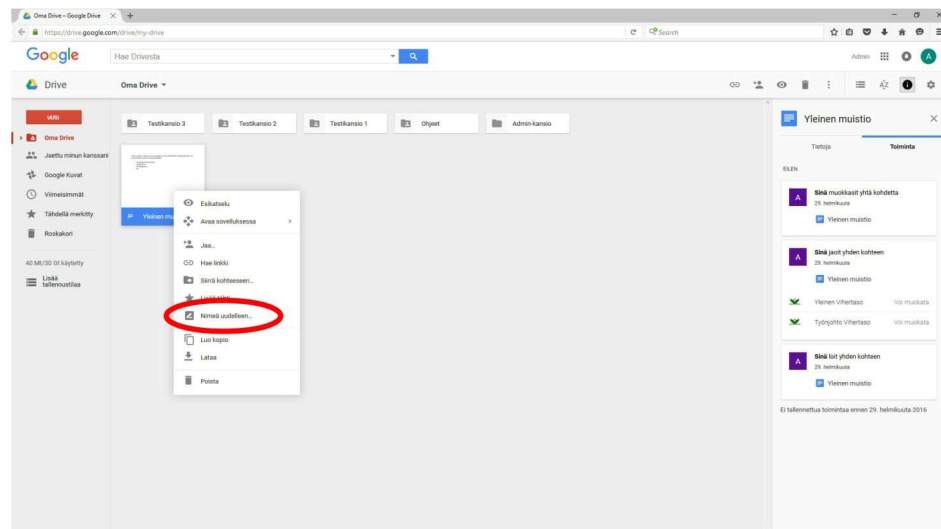 Oma Drive – Google Drive
https://drive.google.com/drive/my-drive
Search
Google
Hae Drivesta
Admin
A
Drive
Oma Drive
AZ
UUSI
Oma Drive
Jaettu minun kanssani
Google Kuvat
Viimeisimmät
Tähdellä merkitty
Roskakori
40 Mt/30 Gt käytetty
Lisää
tallennustilaa
Testikansio 3
Testikansio 2
Testikansio 1
Ohjeet
Admin-kansio
Yleinen mu
Esikatselu
Avaa sovelluksessa
Jaa...
Hae linkki
Siirrä kohteeseen...
Lisää tähti
Nimeä uudelleen...
Luo kopio
Lataa
Poista
Yleinen muistio
Tietoja
Toiminta
EILEN
A
Sinä muokkasit yhtä kohdetta
29. helmikuuta
Yleinen muistio
A
Sinä jaoit yhden kohteen
29. helmikuuta
Yleinen muistio
Yleinen Vihertaso
Voi muokata
Työnjohto Vihertaso
Voi muokata
A
Sinä loit yhden kohteen
29. helmikuuta
Yleinen muistio
Ei tallennettua toimintaa ennen 29. helmikuuta 2016